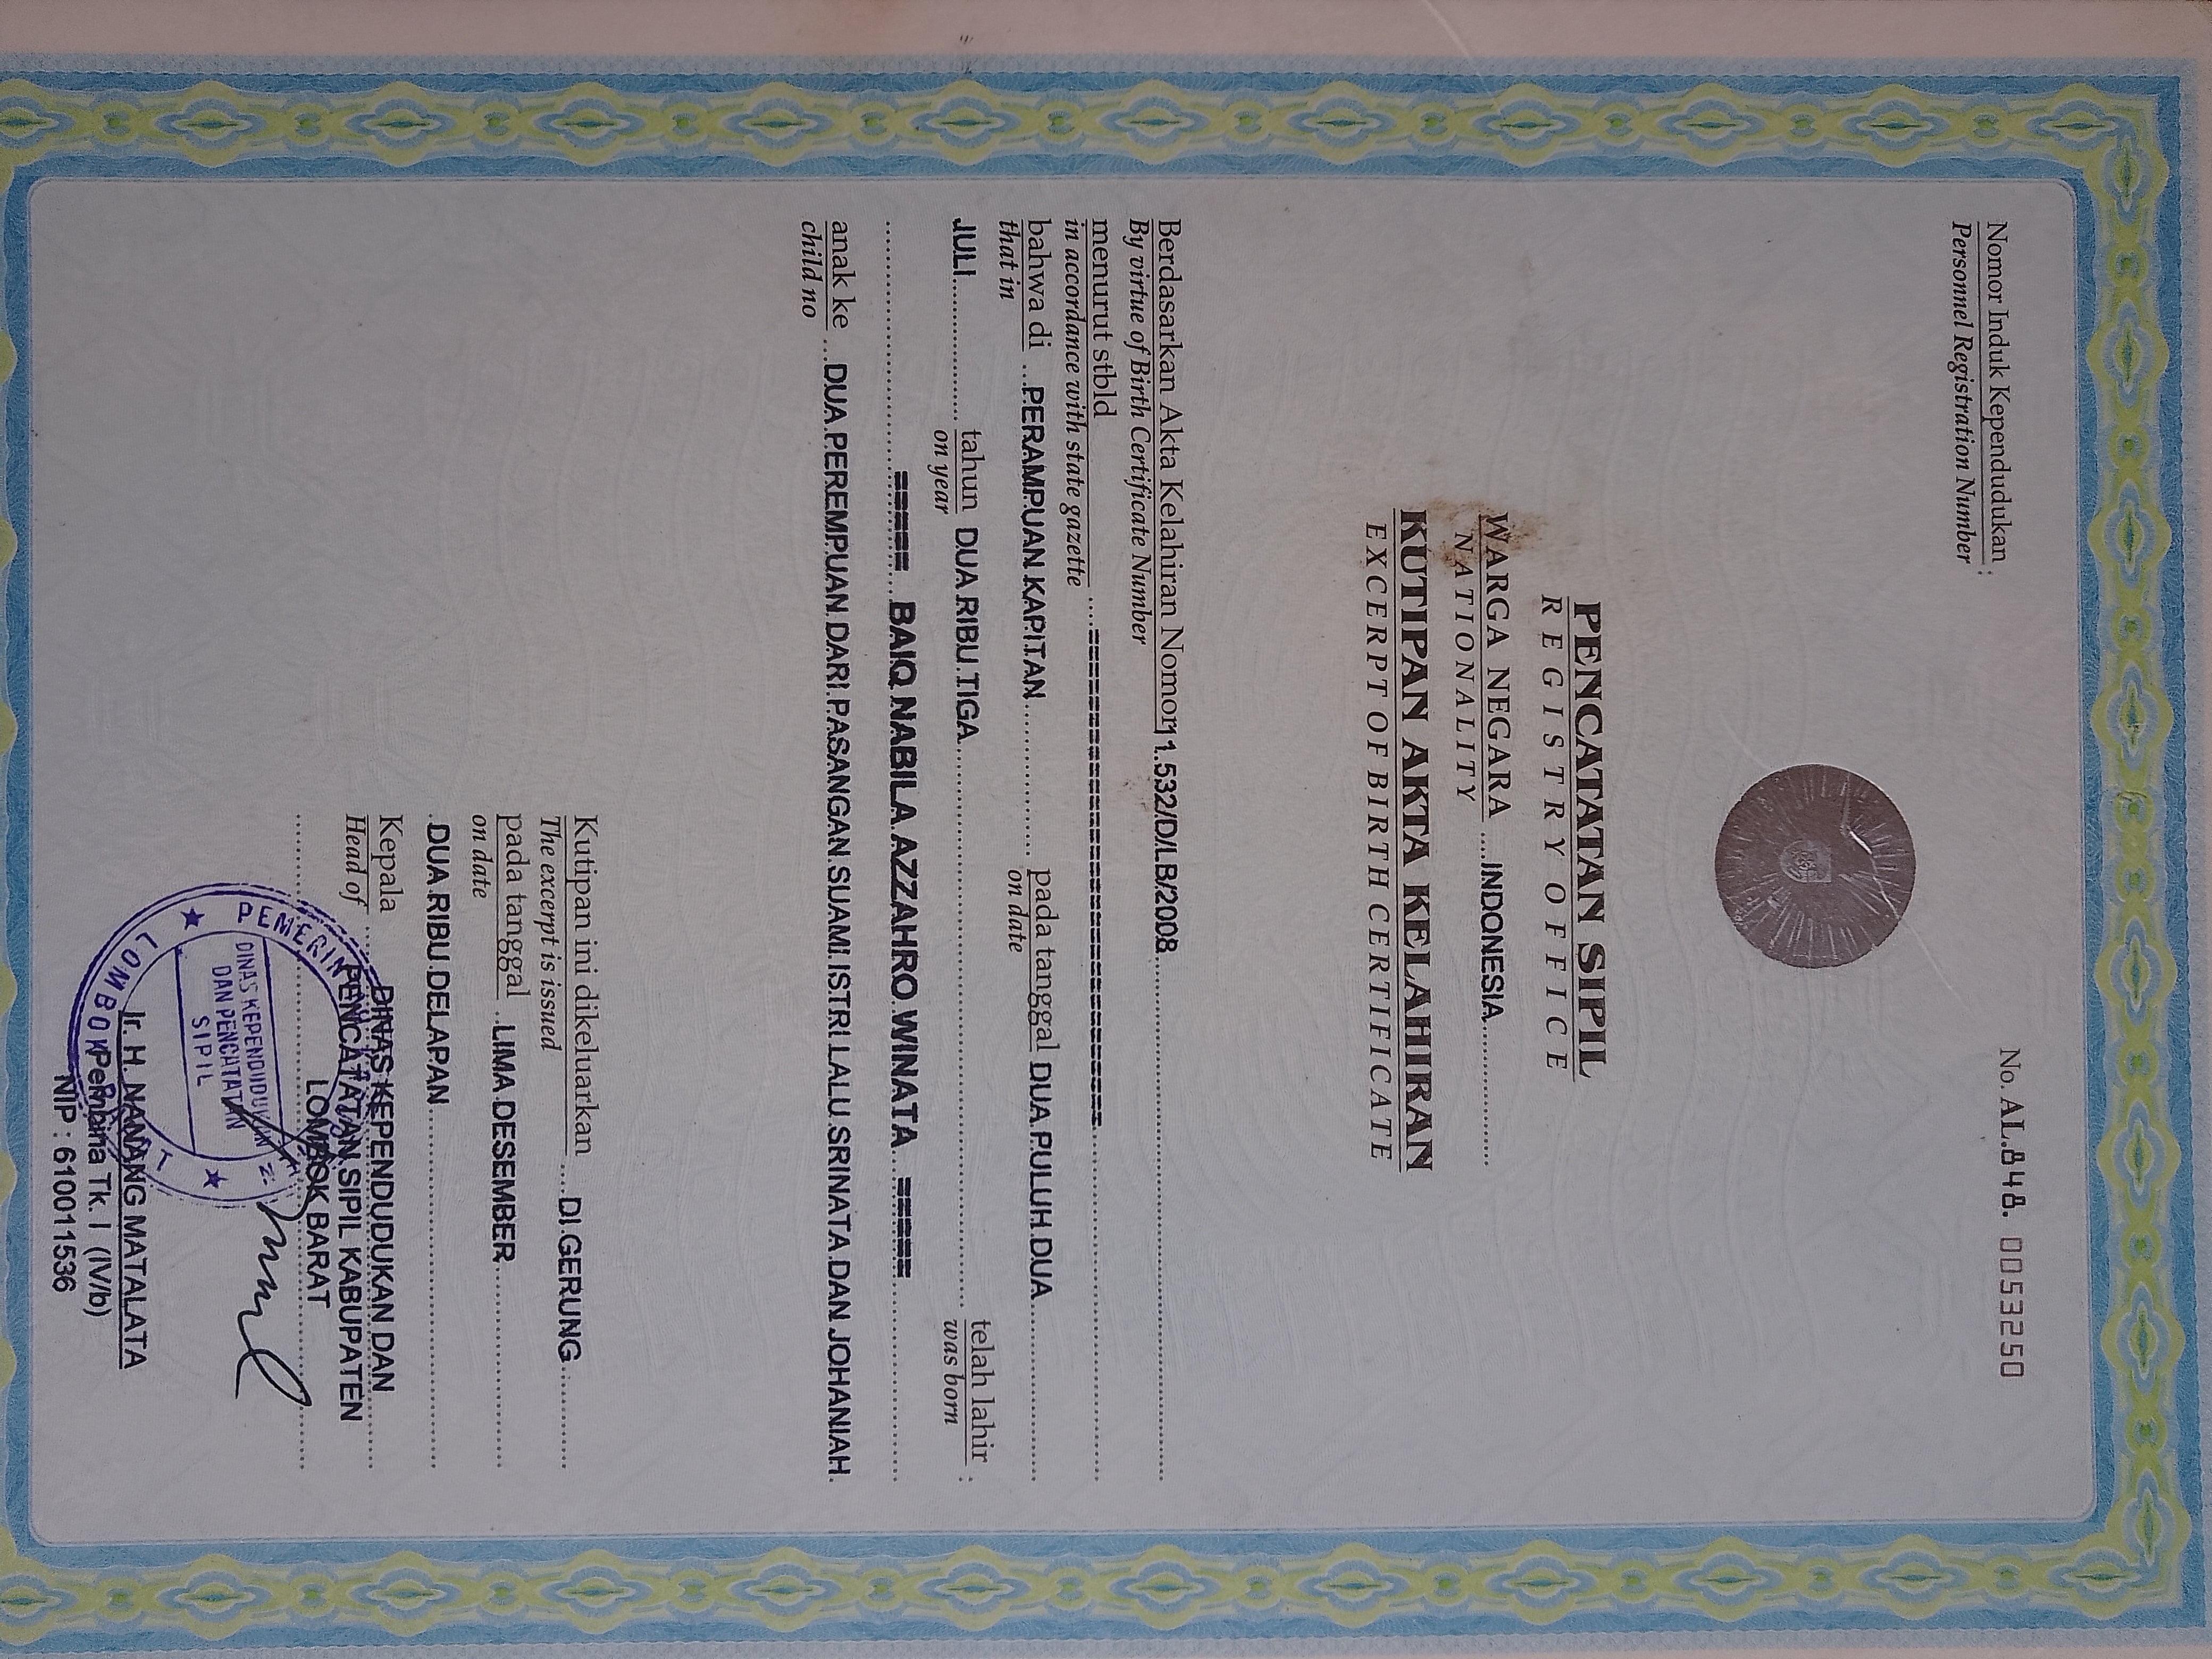 Nomor Induk Kependudukan :
Personnel Registration Number
No. AL.848. 0053250
PENCATATAN SIPIL
REGISTRY OFFICE
WARGA NEGARA ....INDONESIA
NATIONALITY
KUTIPAN AKTA KELAHIRAN
EXCERPT OF BIRTH CERTIFICATE
Berdasarkan Akta Kelahiran Nomor 11.532/D/LB/2008
By virtue of Birth Certificate Number
menurut stbld
in accordance with state gazette
bahwa di ... PERAMPUAN KAPITAN pada tanggal DUA PULUH DUA
that in on date
JULI tahun DUA RIBU TIGA telah lahir :
on year was born
===== BAIQ NABILA AZZAHRO WINATA =====
anak ke ... DUA PEREMPUAN DARI PASANGAN SUAMI ISTRI LALU SRINATA DAN JOHANIAH
child no
Kutipan ini dikeluarkan .... DI GERUNG
The excerpt is issued
pada tanggal .. LIMA DESEMBER
on date
DUA RIBU DELAPAN
Kepala DINAS KEPENDUDUKAN DAN
Head of PENCATATAN SIPIL KABUPATEN
LOMBOK BARAT
DINAS KEPENDUDUKAN
DAN PENCATATAN
SIPIL
LOMBOK
Ir. H. NANANG MATALATA
Pembina Tk. I (IV/b)
NIP : 610011536